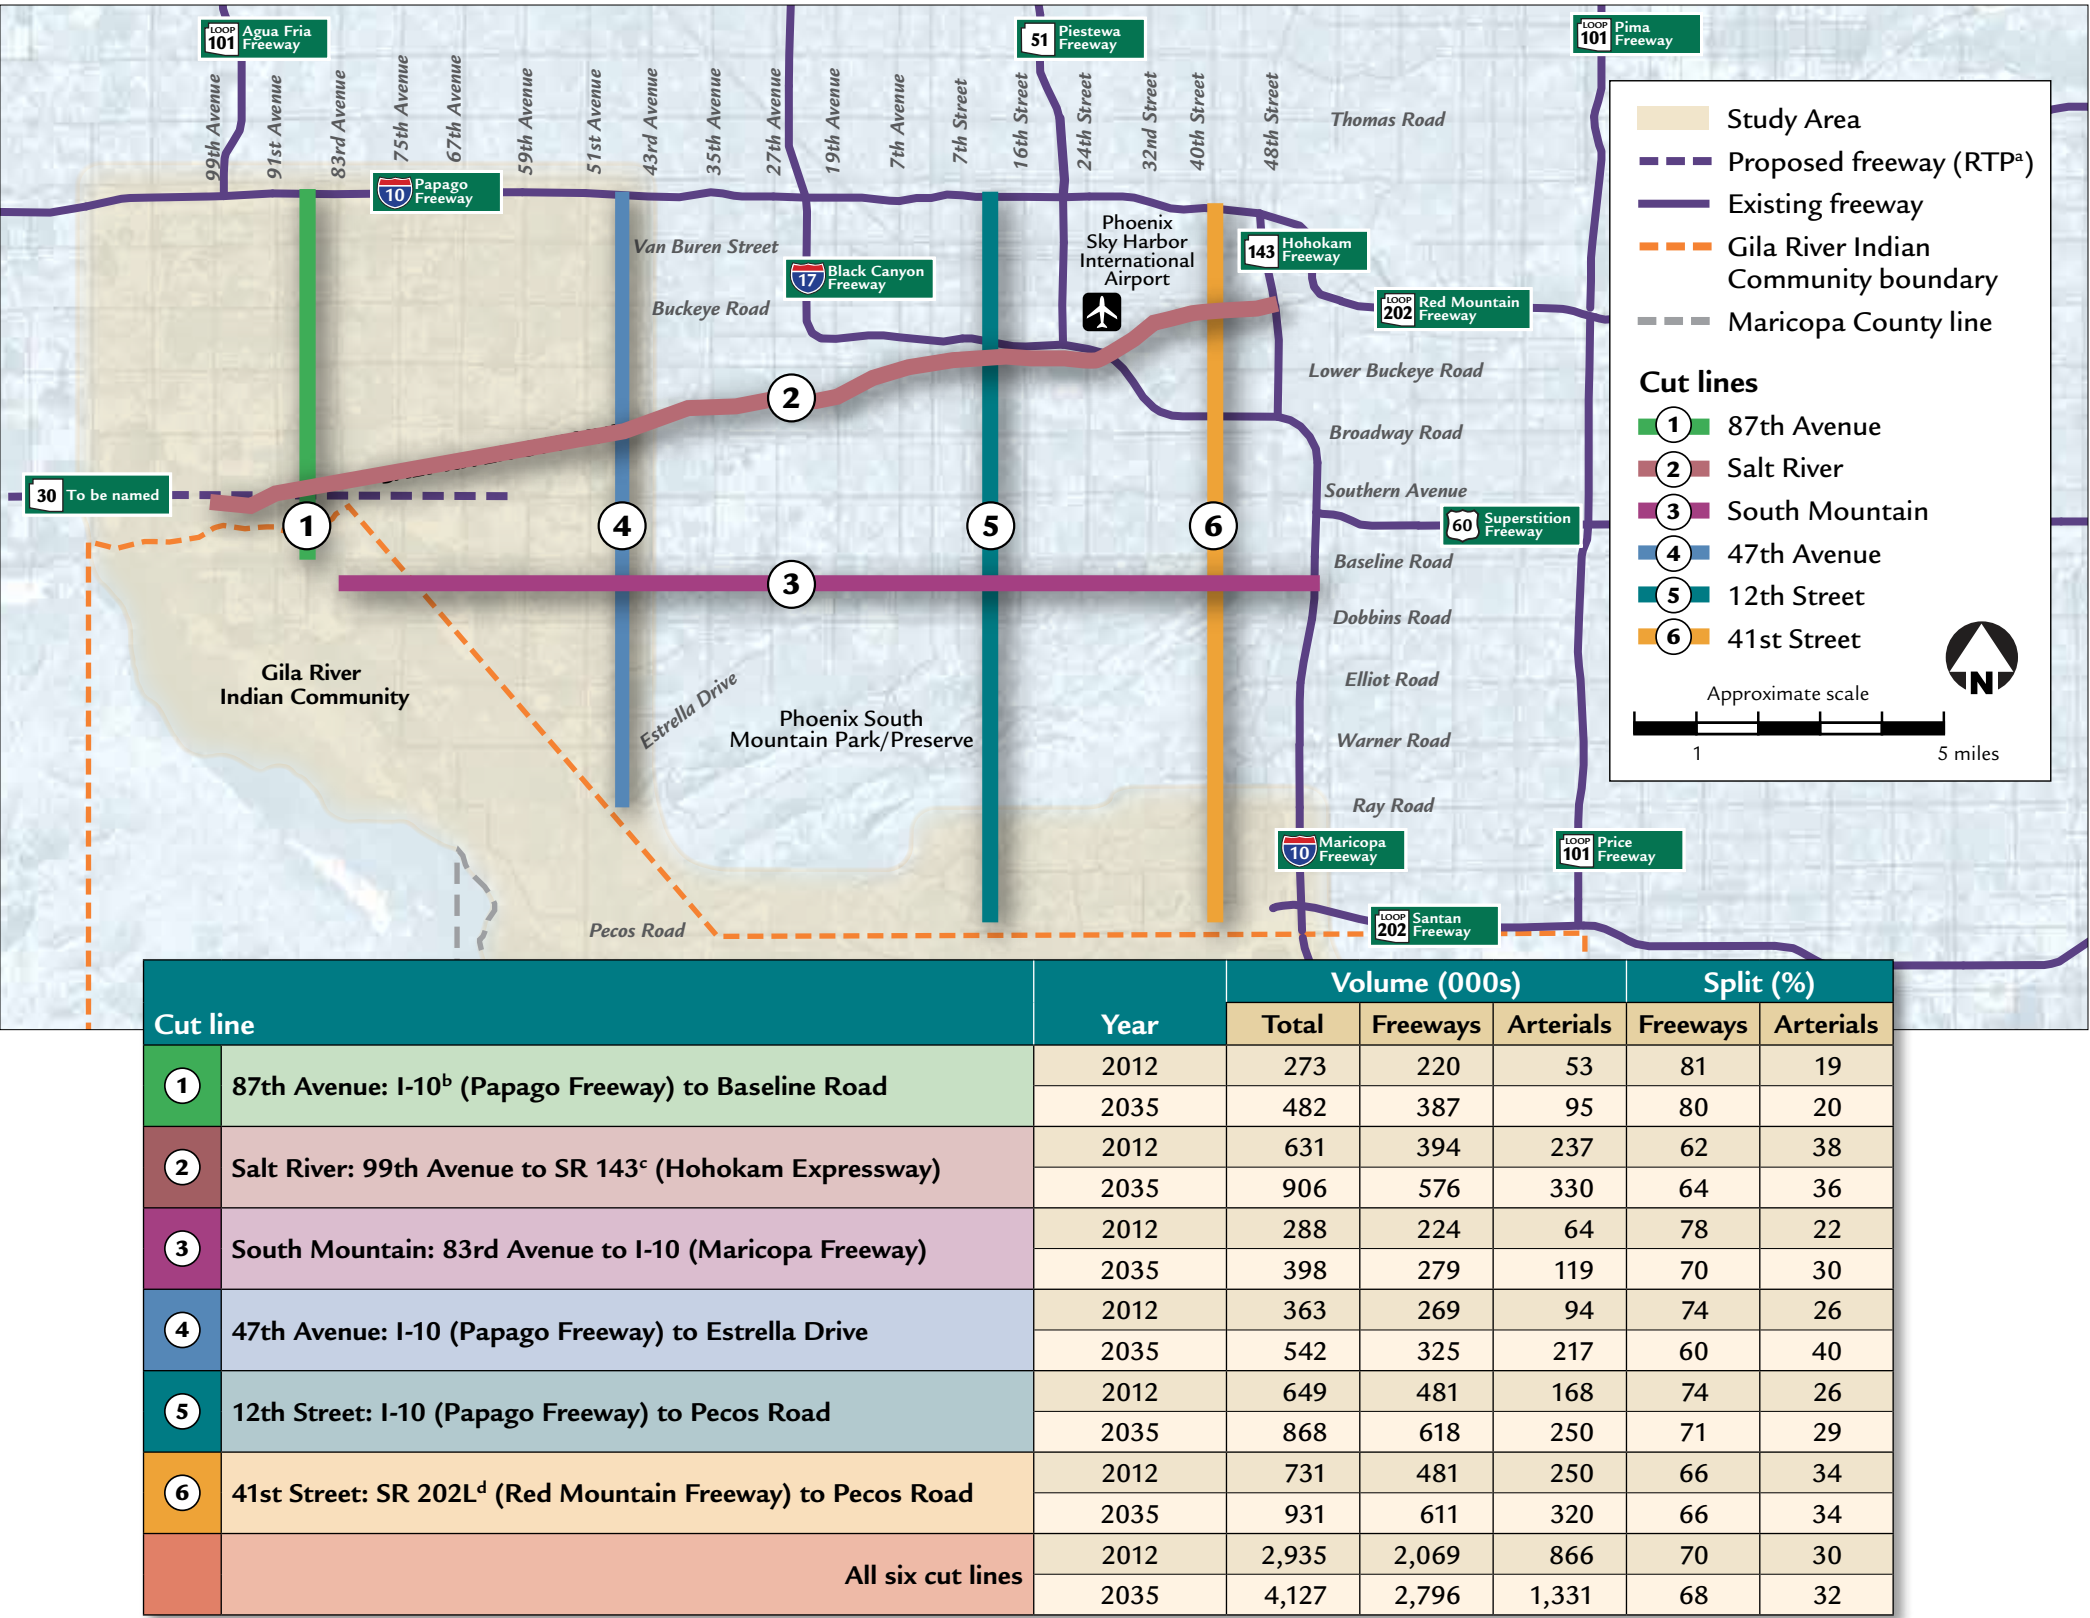 LOOP 101 Agua Fria Freeway
51 Piestewa Freeway
LOOP 101 Pima Freeway
99th Avenue
91st Avenue
83rd Avenue
75th Avenue
67th Avenue
59th Avenue
51st Avenue
43rd Avenue
35th Avenue
27th Avenue
19th Avenue
7th Avenue
7th Street
16th Street
24th Street
32nd Street
40th Street
48th Street
Thomas Road
10 Papago Freeway
Van Buren Street
Buckeye Road
17 Black Canyon Freeway
Phoenix
Sky Harbor
International
Airport
143 Hohokam Freeway
LOOP 202 Red Mountain Freeway
Lower Buckeye Road
Broadway Road
Southern Avenue
60 Superstition Freeway
Baseline Road
Dobbins Road
Elliot Road
Warner Road
Ray Road
30 To be named
1
2
3
4
5
6
Gila River
Indian Community
Estrella Drive
Phoenix South
Mountain Park/Preserve
10 Maricopa Freeway
LOOP 101 Price Freeway
LOOP 202 Santan Freeway
Pecos Road
Study Area
Proposed freeway (RTPᵃ)
Existing freeway
Gila River Indian
Community boundary
Maricopa County line
Cut lines
1 87th Avenue
2 Salt River
3 South Mountain
4 47th Avenue
5 12th Street
6 41st Street
N
Approximate scale
1 5 miles
Volume (000s) Split (%)
Cut line Year Total Freeways Arterials Freeways Arterials
1 87th Avenue: I-10ᵇ (Papago Freeway) to Baseline Road
2012 273 220 53 81 19
2035 482 387 95 80 20
2 Salt River: 99th Avenue to SR 143ᶜ (Hohokam Expressway)
2012 631 394 237 62 38
2035 906 576 330 64 36
3 South Mountain: 83rd Avenue to I-10 (Maricopa Freeway)
2012 288 224 64 78 22
2035 398 279 119 70 30
4 47th Avenue: I-10 (Papago Freeway) to Estrella Drive
2012 363 269 94 74 26
2035 542 325 217 60 40
5 12th Street: I-10 (Papago Freeway) to Pecos Road
2012 649 481 168 74 26
2035 868 618 250 71 29
6 41st Street: SR 202Lᵈ (Red Mountain Freeway) to Pecos Road
2012 731 481 250 66 34
2035 931 611 320 66 34
All six cut lines
2012 2,935 2,069 866 70 30
2035 4,127 2,796 1,331 68 32